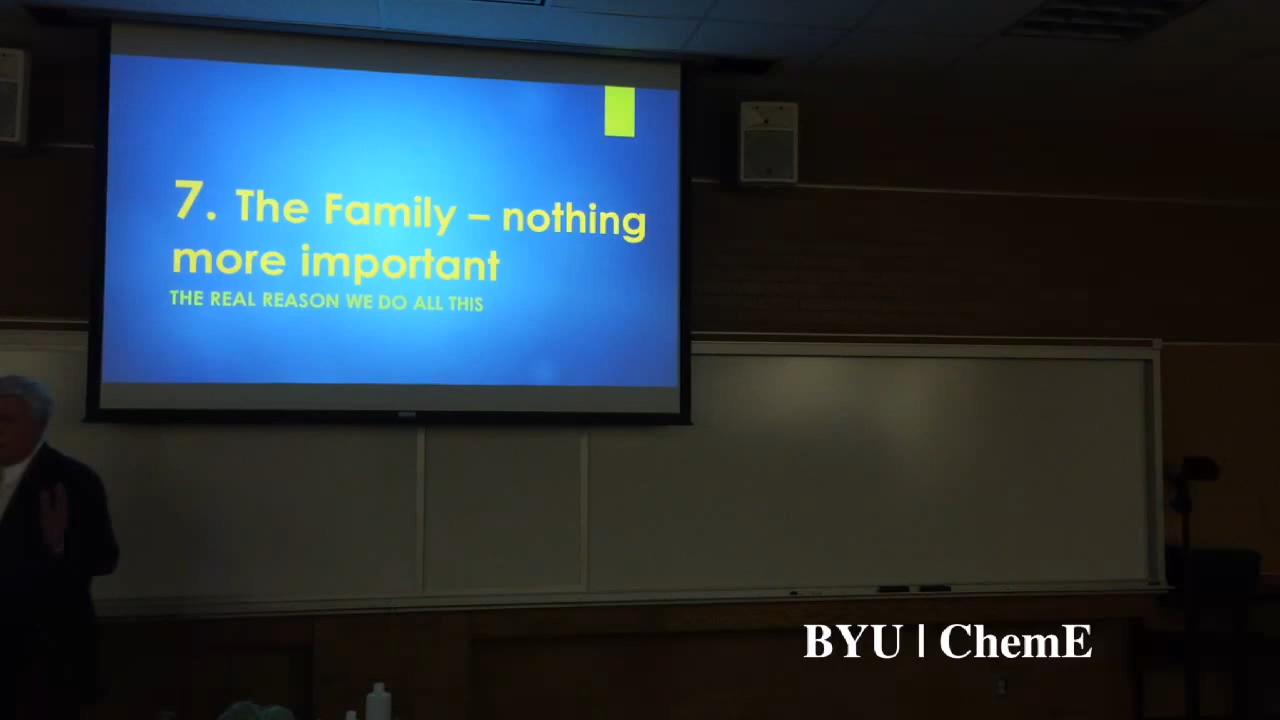 7. The Family – nothing
more important
THE REAL REASON WE DO ALL THIS
BYU | ChemE